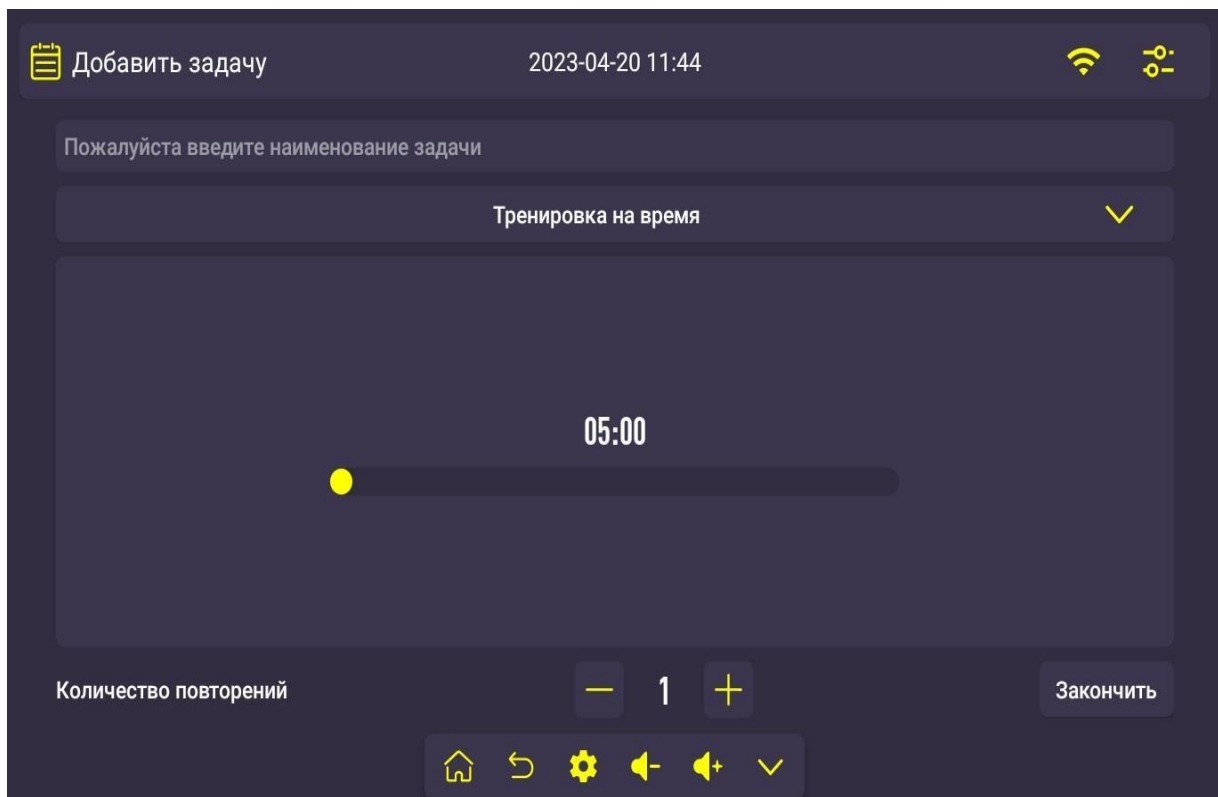 Добавить задачу
2023-04-20 11:44
Пожалуйста введите наименование задачи
Тренировка на время
05:00
Количество повторений
1
Закончить